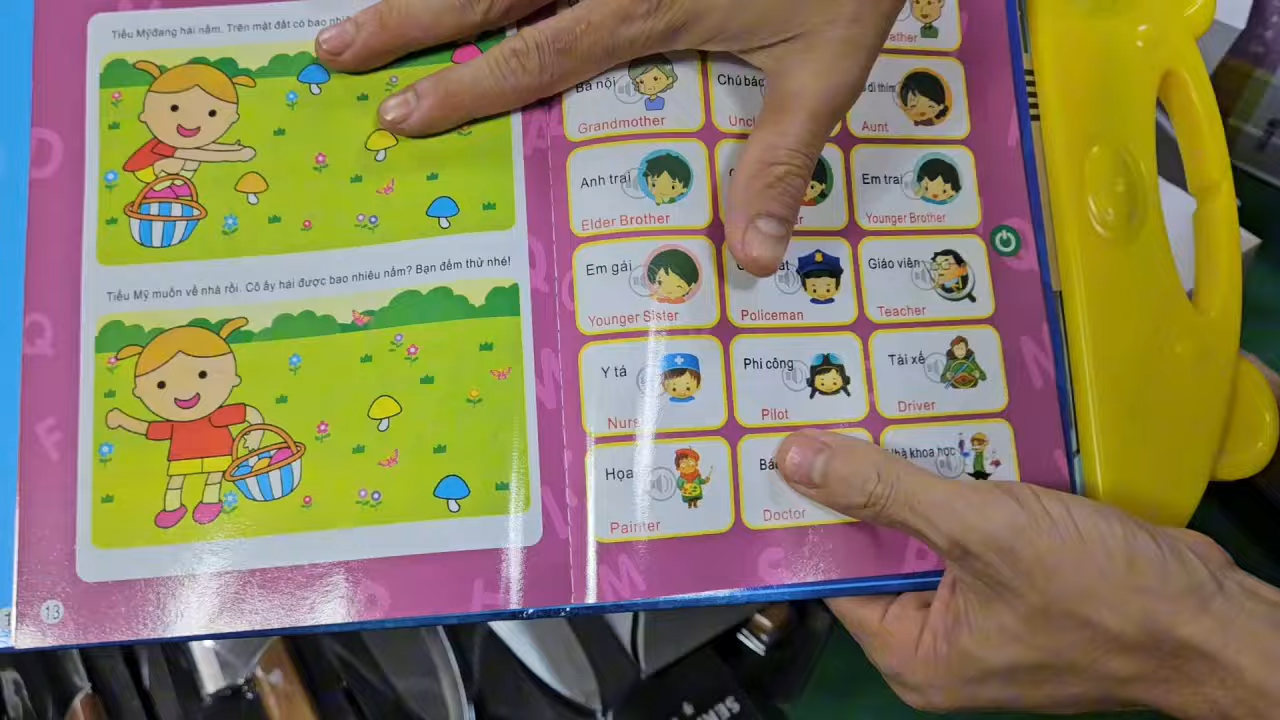 Tiểu Mỹ đang hái nấm. Trên mặt đất có bao
Tiểu Mỹ muốn về nhà rồi. Cô ấy hái được bao nhiêu nấm? Bạn đếm thử nhé!
13
Bà nội
Grandmother
Chú bác
Aunt
Anh trai
Elder Brother
Em trai
Younger Brother
Em gái
Younger Sister
Policeman
Giáo viên
Teacher
Y tá
Phi công
Pilot
Tài xế
Driver
Họa
Painter
Doctor
khoa học